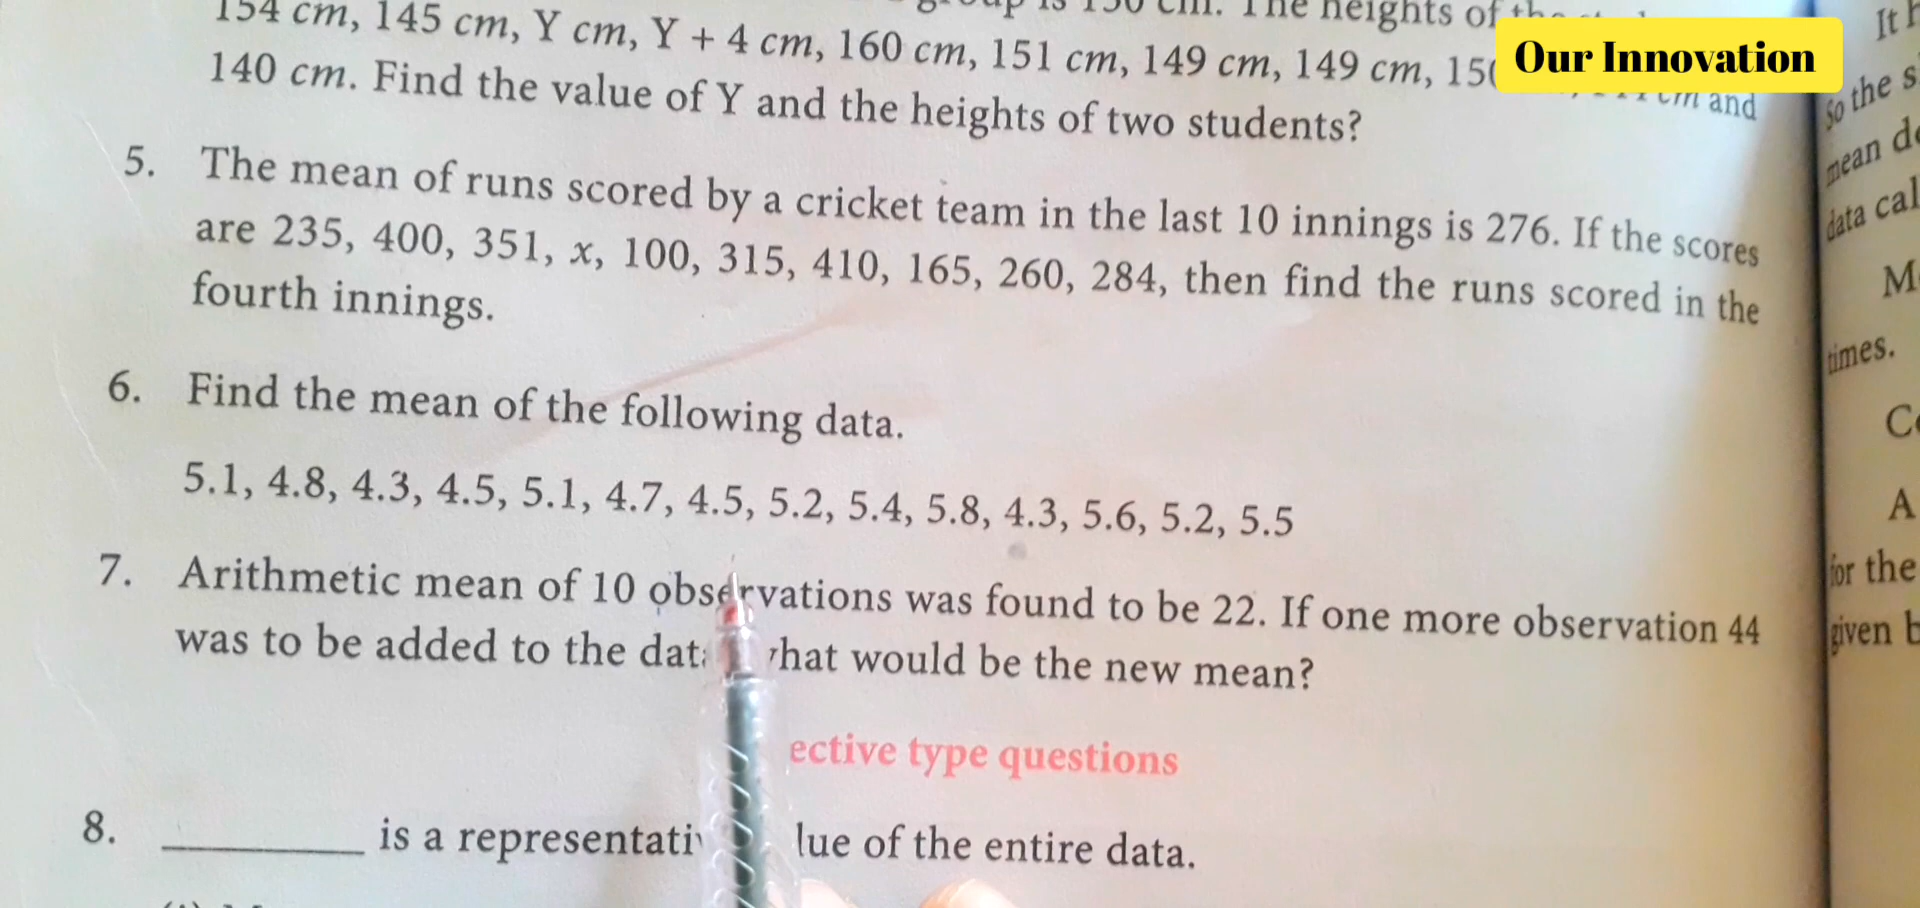 154 cm, 145 cm, Y cm, Y + 4 cm, 160 cm, 151 cm, 149 cm, 149 cm, 150 cm and
140 cm. Find the value of Y and the heights of two students?
5. The mean of runs scored by a cricket team in the last 10 innings is 276. If the scores
are 235, 400, 351, x, 100, 315, 410, 165, 260, 284, then find the runs scored in the
fourth innings.
6. Find the mean of the following data.
5.1, 4.8, 4.3, 4.5, 5.1, 4.7, 4.5, 5.2, 5.4, 5.8, 4.3, 5.6, 5.2, 5.5
7. Arithmetic mean of 10 observations was found to be 22. If one more observation 44
was to be added to the data what would be the new mean?
ective type questions
8. ________ is a representati lue of the entire data.
Our Innovation
It
So the s
mean d
data cal
M
times.
C
A
for the
given b